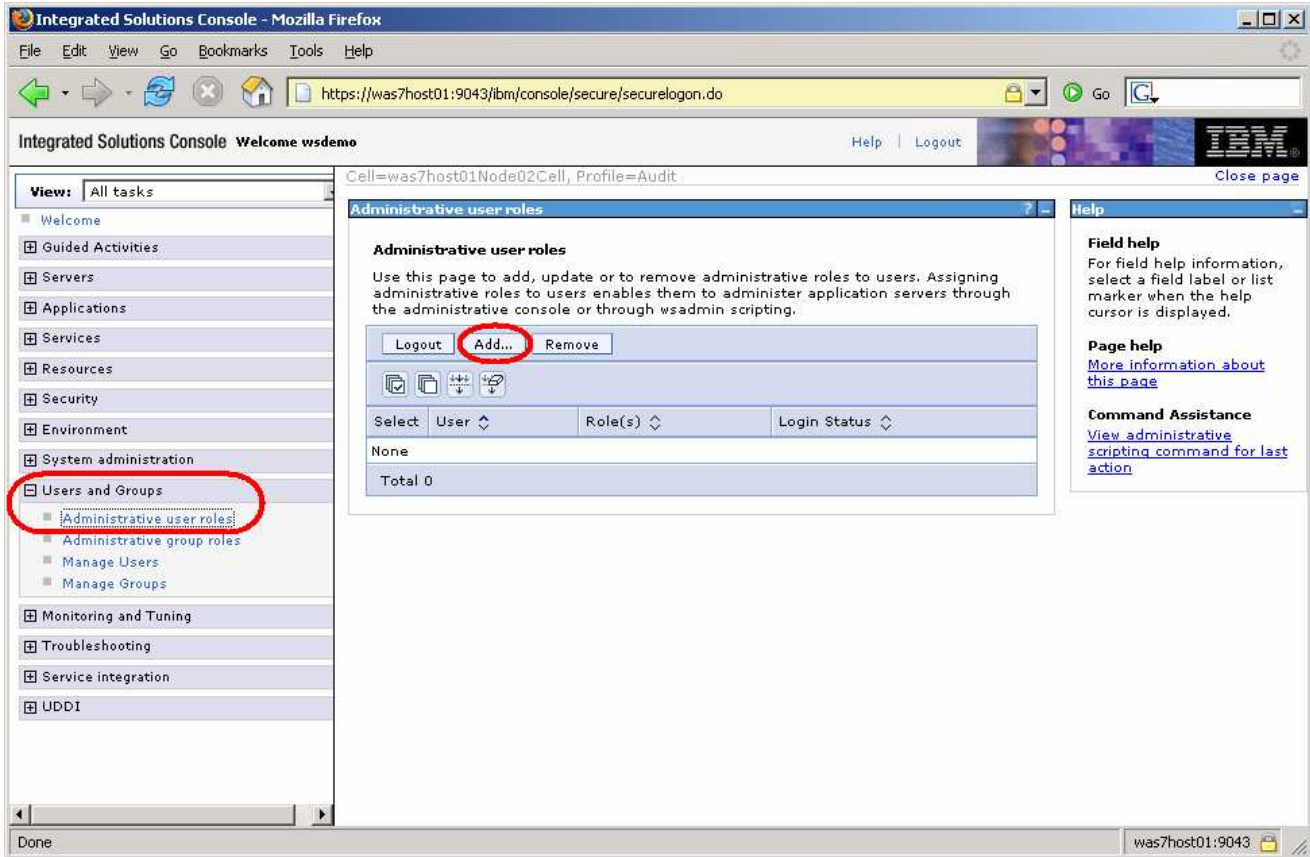 Integrated Solutions Console - Mozilla Firefox
File Edit View Go Bookmarks Tools Help
https://was7host01:9043/ibm/console/secure/securelogon.do
Go
G
Integrated Solutions Console Welcome wsdemo
Help | Logout
IBM.
View: All tasks
Welcome
Guided Activities
Servers
Applications
Services
Resources
Security
Environment
System administration
Users and Groups
Administrative user roles
Administrative group roles
Manage Users
Manage Groups
Monitoring and Tuning
Troubleshooting
Service integration
UDDI
Cell=was7host01Node02Cell, Profile=Audit
Close page
Administrative user roles
? -
Administrative user roles
Use this page to add, update or to remove administrative roles to users. Assigning
administrative roles to users enables them to administer application servers through
the administrative console or through wsadmin scripting.
Logout Add... Remove
Select User Role(s) Login Status
None
Total 0
Help
Field help
For field help information,
select a field label or list
marker when the help
cursor is displayed.
Page help
More information about
this page
Command Assistance
View administrative
scripting command for last
action
Done
was7host01:9043